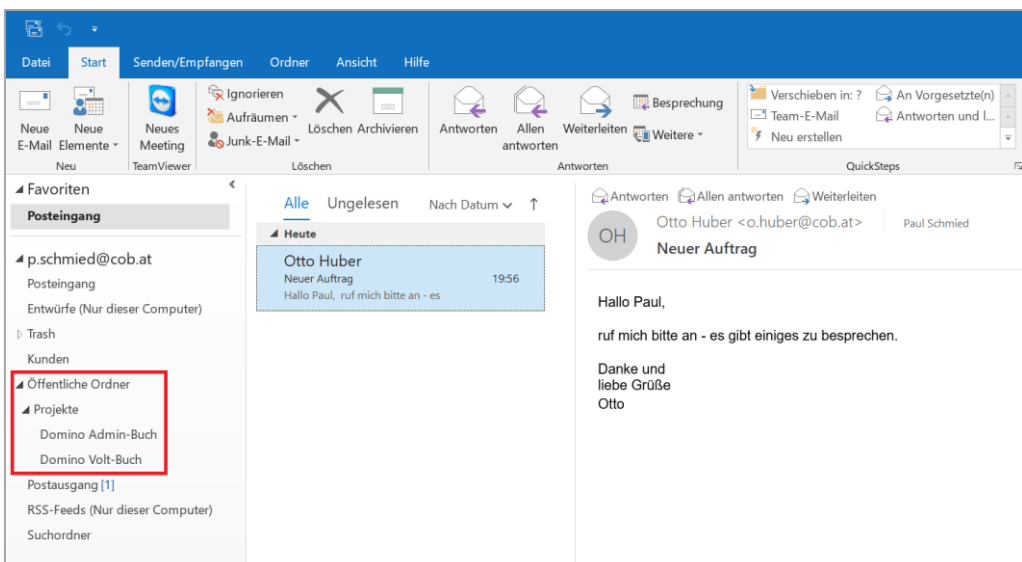 Datei Start Senden/Empfangen Ordner Ansicht Hilfe
Neue
E-Mail
Neue
Elemente
Neu
Neues
Meeting
TeamViewer
Ignorieren
Aufräumen
Junk-E-Mail
Löschen Archivieren
Löschen
Antworten
Allen
antworten
Weiterleiten
Besprechung
Weitere
Antworten
Verschieben in: ?
Team-E-Mail
Neu erstellen
An Vorgesetzte(n)
Antworten und l...
QuickSteps
Favoriten
Posteingang
p.schmied@cob.at
Posteingang
Entwürfe (Nur dieser Computer)
Trash
Kunden
Öffentliche Ordner
Projekte
Domino Admin-Buch
Domino Volt-Buch
Postausgang [1]
RSS-Feeds (Nur dieser Computer)
Suchordner
Alle Ungelesen Nach Datum
Heute
Otto Huber
Neuer Auftrag 19:56
Hallo Paul, ruf mich bitte an - es
Antworten Allen antworten Weiterleiten
OH
Otto Huber <o.huber@cob.at> Paul Schmied
Neuer Auftrag
Hallo Paul,
ruf mich bitte an - es gibt einiges zu besprechen.
Danke und
liebe Grüße
Otto